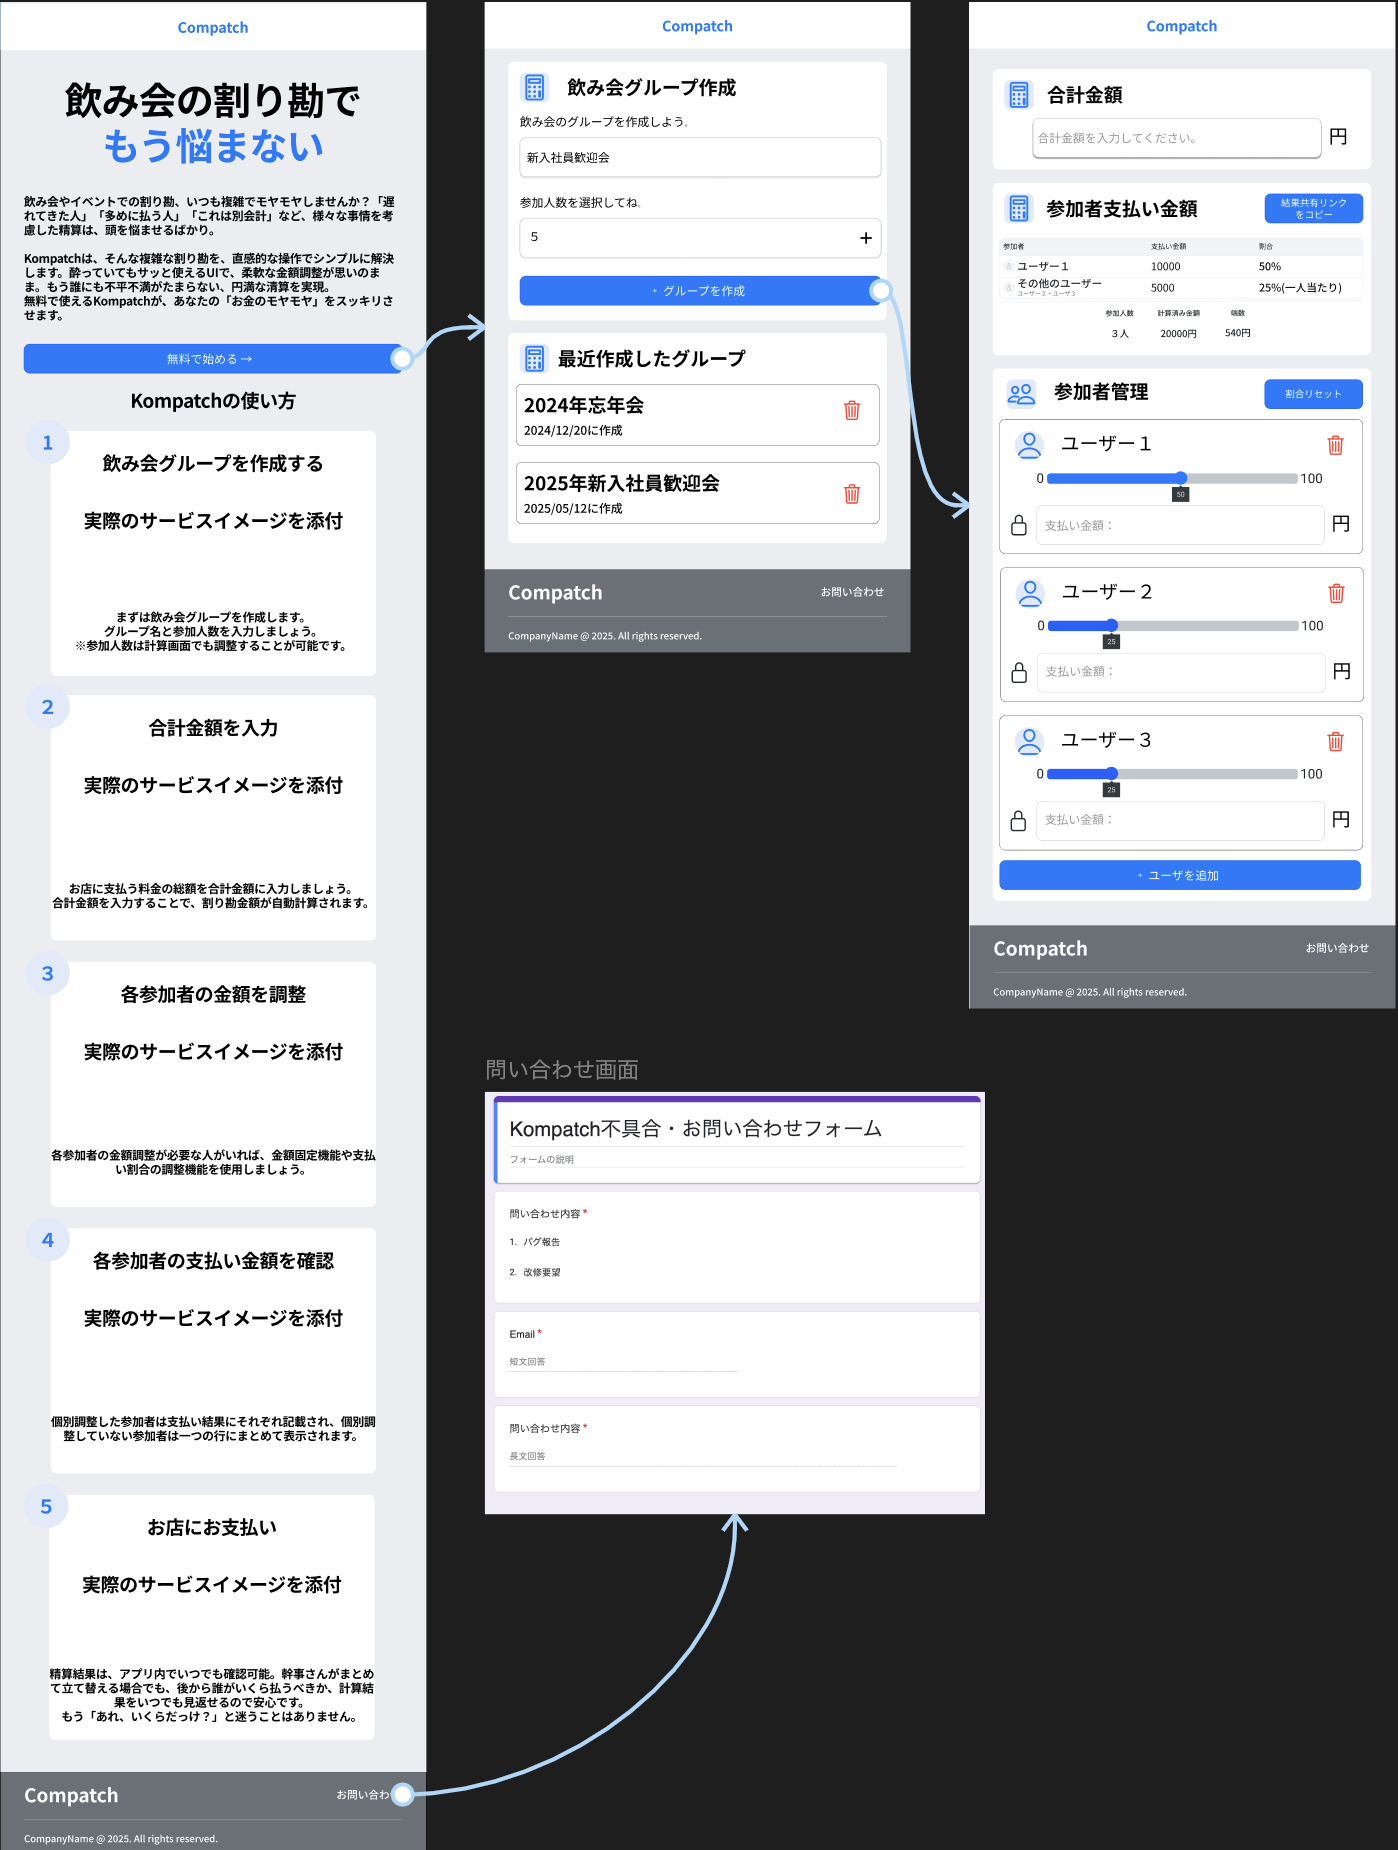 Compatch
飲み会の割り勘で
もう悩まない
飲み会やイベントでの割り勘、いつも複雑でモヤモヤしませんか？「遅
れてきた人」「多めに払う人」「これは別会計」など、様々な事情を考
慮した精算は、頭を悩ませるばかり。
Kompatchは、そんな複雑な割り勘を、直感的な操作でシンプルに解決
します。酔っていてもサッと使えるUIで、柔軟な金額調整が思いのま
ま。もう誰にも不平不満がたまらない、円満な清算を実現。
無料で使えるKompatchが、あなたの「お金のモヤモヤ」をスッキリさ
せます。
無料で始める →
Kompatchの使い方
1
飲み会グループを作成する
実際のサービスイメージを添付
まずは飲み会グループを作成します。
グループ名と参加人数を入力しましょう。
※参加人数は計算画面でも調整することが可能です。
2
合計金額を入力
実際のサービスイメージを添付
お店に支払う料金の総額を合計金額に入力しましょう。
合計金額を入力することで、割り勘金額が自動計算されます。
3
各参加者の金額を調整
実際のサービスイメージを添付
各参加者の金額調整が必要な人がいれば、金額固定機能や支払
い割合の調整機能を使用しましょう。
4
各参加者の支払い金額を確認
実際のサービスイメージを添付
個別調整した参加者は支払い結果にそれぞれ記載され、個別調
整していない参加者は一つの行にまとめて表示されます。
5
お店にお支払い
実際のサービスイメージを添付
精算結果は、アプリ内でいつでも確認可能。幹事さんがまとめ
て立て替える場合でも、後から誰がいくら払うべきか、計算結
果をいつでも見返せるので安心です。
もう「あれ、いくらだっけ？」と迷うことはありません。
Compatch
お問い合わ
CompanyName @ 2025. All rights reserved.
Compatch
飲み会グループ作成
飲み会のグループを作成しよう。
新入社員歓迎会
参加人数を選択してね。
5 +
+ グループを作成
最近作成したグループ
2024年忘年会
2024/12/20に作成
2025年新入社員歓迎会
2025/05/12に作成
Compatch
お問い合わせ
CompanyName @ 2025. All rights reserved.
Compatch
合計金額
合計金額を入力してください。 円
参加者支払い金額
結果共有リンク
をコピー
参加者 支払い金額 割合
ユーザー１ 10000 50%
その他のユーザー 5000 25%(一人当たり)
ユーザー２・ユーザ３
参加人数 計算済み金額 端数
３人 20000円 540円
参加者管理
割合リセット
ユーザー１
0 100
50
支払い金額： 円
ユーザー２
0 100
25
支払い金額： 円
ユーザー３
0 100
25
支払い金額： 円
+ ユーザを追加
Compatch
お問い合わせ
CompanyName @ 2025. All rights reserved.
問い合わせ画面
Kompatch不具合・お問い合わせフォーム
フォームの説明
問い合わせ内容 *
1. バグ報告
2. 改修要望
Email *
短文回答
問い合わせ内容 *
長文回答